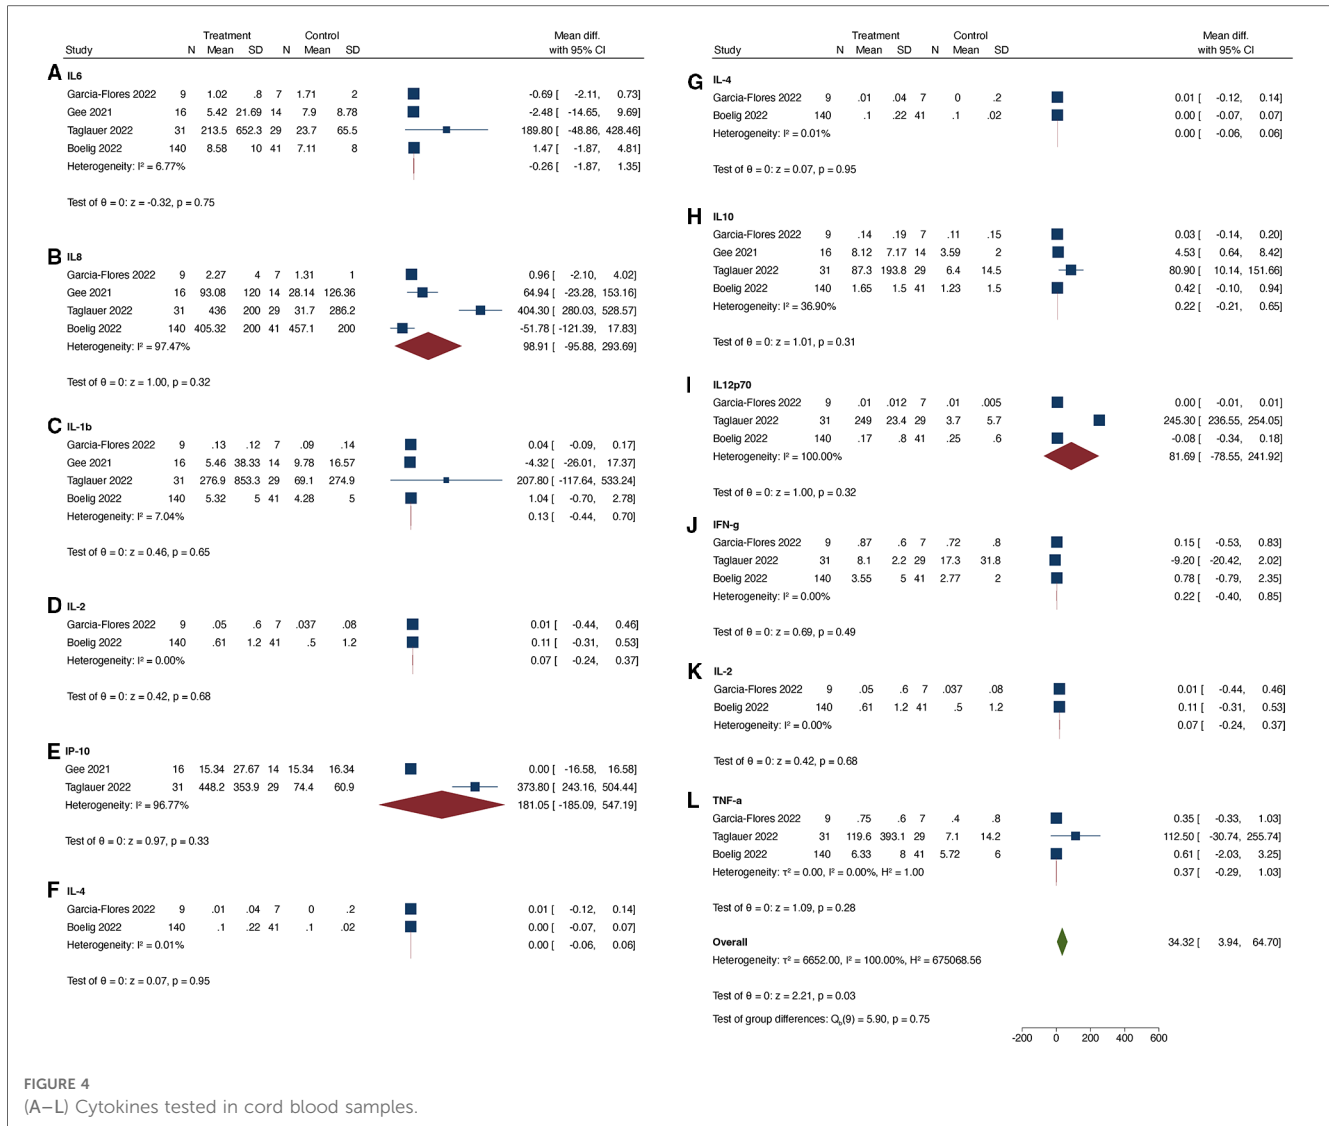 Treatment Control Mean diff.
Study N Mean SD N Mean SD with 95% CI
A IL6
Garcia-Flores 2022 9 1.02 .8 7 1.71 2 -0.69 [ -2.11, 0.73]
Gee 2021 16 5.42 21.69 14 7.9 8.78 -2.48 [ -14.65, 9.69]
Taglauer 2022 31 213.5 652.3 29 23.7 65.5 189.80 [ -48.86, 428.46]
Boelig 2022 140 8.58 10 41 7.11 8 1.47 [ -1.87, 4.81]
Heterogeneity: I² = 6.77% -0.26 [ -1.87, 1.35]
Test of θ = 0: z = -0.32, p = 0.75
B IL8
Garcia-Flores 2022 9 2.27 4 7 1.31 1 0.96 [ -2.10, 4.02]
Gee 2021 16 93.08 120 14 28.14 126.36 64.94 [ -23.28, 153.16]
Taglauer 2022 31 436 200 29 31.7 286.2 404.30 [ 280.03, 528.57]
Boelig 2022 140 405.32 200 41 457.1 200 -51.78 [ -121.39, 17.83]
Heterogeneity: I² = 97.47% 98.91 [ -95.88, 293.69]
Test of θ = 0: z = 1.00, p = 0.32
C IL-1b
Garcia-Flores 2022 9 .13 .12 7 .09 .14 0.04 [ -0.09, 0.17]
Gee 2021 16 5.46 38.33 14 9.78 16.57 -4.32 [ -26.01, 17.37]
Taglauer 2022 31 276.9 853.3 29 69.1 274.9 207.80 [ -117.64, 533.24]
Boelig 2022 140 5.32 5 41 4.28 5 1.04 [ -0.70, 2.78]
Heterogeneity: I² = 7.04% 0.13 [ -0.44, 0.70]
Test of θ = 0: z = 0.46, p = 0.65
D IL-2
Garcia-Flores 2022 9 .05 .6 7 .037 .08 0.01 [ -0.44, 0.46]
Boelig 2022 140 .61 1.2 41 .5 1.2 0.11 [ -0.31, 0.53]
Heterogeneity: I² = 0.00% 0.07 [ -0.24, 0.37]
Test of θ = 0: z = 0.42, p = 0.68
E IP-10
Gee 2021 16 15.34 27.67 14 15.34 16.34 0.00 [ -16.58, 16.58]
Taglauer 2022 31 448.2 353.9 29 74.4 60.9 373.80 [ 243.16, 504.44]
Heterogeneity: I² = 96.77% 181.05 [ -185.09, 547.19]
Test of θ = 0: z = 0.97, p = 0.33
F IL-4
Garcia-Flores 2022 9 .01 .04 7 0 .2 0.01 [ -0.12, 0.14]
Boelig 2022 140 .1 .22 41 .1 .02 0.00 [ -0.07, 0.07]
Heterogeneity: I² = 0.01% 0.00 [ -0.06, 0.06]
Test of θ = 0: z = 0.07, p = 0.95
Treatment Control Mean diff.
Study N Mean SD N Mean SD with 95% CI
G IL-4
Garcia-Flores 2022 9 .01 .04 7 0 .2 0.01 [ -0.12, 0.14]
Boelig 2022 140 .1 .22 41 .1 .02 0.00 [ -0.07, 0.07]
Heterogeneity: I² = 0.01% 0.00 [ -0.06, 0.06]
Test of θ = 0: z = 0.07, p = 0.95
H IL10
Garcia-Flores 2022 9 .14 .19 7 .11 .15 0.03 [ -0.14, 0.20]
Gee 2021 16 8.12 7.17 14 3.59 2 4.53 [ 0.64, 8.42]
Taglauer 2022 31 87.3 193.8 29 6.4 14.5 80.90 [ 10.14, 151.66]
Boelig 2022 140 1.65 1.5 41 1.23 1.5 0.42 [ -0.10, 0.94]
Heterogeneity: I² = 36.90% 0.22 [ -0.21, 0.65]
Test of θ = 0: z = 1.01, p = 0.31
I IL12p70
Garcia-Flores 2022 9 .01 .012 7 .01 .005 0.00 [ -0.01, 0.01]
Taglauer 2022 31 249 23.4 29 3.7 5.7 245.30 [ 236.55, 254.05]
Boelig 2022 140 .17 .8 41 .25 .6 -0.08 [ -0.34, 0.18]
Heterogeneity: I² = 100.00% 81.69 [ -78.55, 241.92]
Test of θ = 0: z = 1.00, p = 0.32
J IFN-g
Garcia-Flores 2022 9 .87 .6 7 .72 .8 0.15 [ -0.53, 0.83]
Taglauer 2022 31 8.1 2.2 29 17.3 31.8 -9.20 [ -20.42, 2.02]
Boelig 2022 140 3.55 5 41 2.77 2 0.78 [ -0.79, 2.35]
Heterogeneity: I² = 0.00% 0.22 [ -0.40, 0.85]
Test of θ = 0: z = 0.69, p = 0.49
K IL-2
Garcia-Flores 2022 9 .05 .6 7 .037 .08 0.01 [ -0.44, 0.46]
Boelig 2022 140 .61 1.2 41 .5 1.2 0.11 [ -0.31, 0.53]
Heterogeneity: I² = 0.00% 0.07 [ -0.24, 0.37]
Test of θ = 0: z = 0.42, p = 0.68
L TNF-a
Garcia-Flores 2022 9 .75 .6 7 .4 .8 0.35 [ -0.33, 1.03]
Taglauer 2022 31 119.6 393.1 29 7.1 14.2 112.50 [ -30.74, 255.74]
Boelig 2022 140 6.33 8 41 5.72 6 0.61 [ -2.03, 3.25]
Heterogeneity: τ² = 0.00, I² = 0.00%, H² = 1.00 0.37 [ -0.29, 1.03]
Test of θ = 0: z = 1.09, p = 0.28
Overall 34.32 [ 3.94, 64.70]
Heterogeneity: τ² = 6652.00, I² = 100.00%, H² = 675068.56
Test of θ = 0: z = 2.21, p = 0.03
Test of group differences: Q_b(9) = 5.90, p = 0.75
-200 0 200 400 600
FIGURE 4
(A–L) Cytokines tested in cord blood samples.